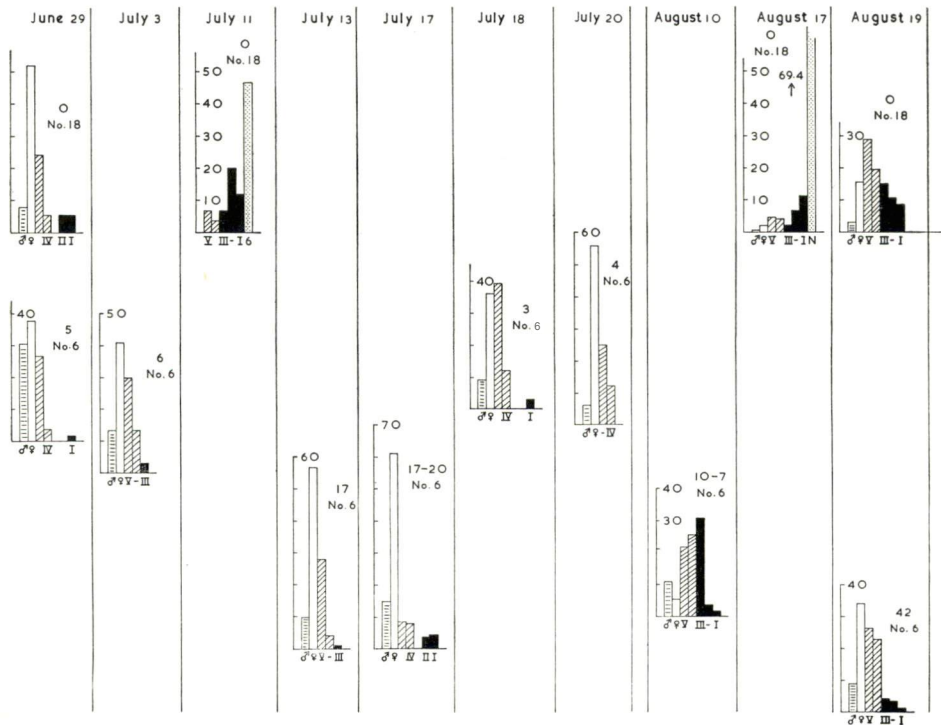 June 29 July 3 July 11 July 13 July 17 July 18 July 20 August 10 August 17 August 19
O
No.18
♂♀ IV II I
O
No.18
50
40
30
20
10
V III-I 6
O
No.18
69.4
↑
50
40
30
20
10
♂♀V III-I N
O
No.18
30
♂♀V III-I
40
5
No.6
♂♀ IV I
50
6
No.6
♂♀V-III
60
17
No.6
♂♀V-III
70
17-20
No.6
♂♀ IV II I
40
3
No.6
♂♀ IV I
60
4
No.6
♂♀-IV
40
30
10-7
No.6
♂♀V III-I
40
42
No.6
♂♀V III-I